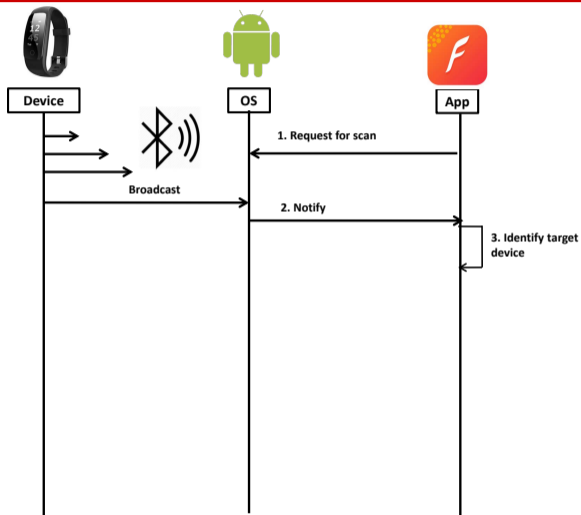 F
Device
OS
App
1. Request for scan
Broadcast
2. Notify
3. Identify target
device